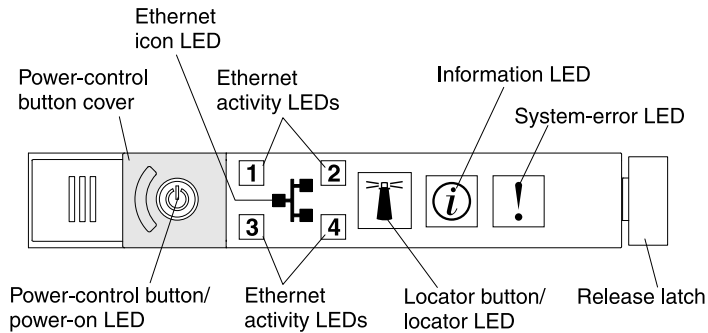 Ethernet
icon LED
Power-control
button cover
Ethernet
activity LEDs
Information LED
System-error LED
1
2
3
4
i
!
Power-control button/
power-on LED
Ethernet
activity LEDs
Locator button/
locator LED
Release latch